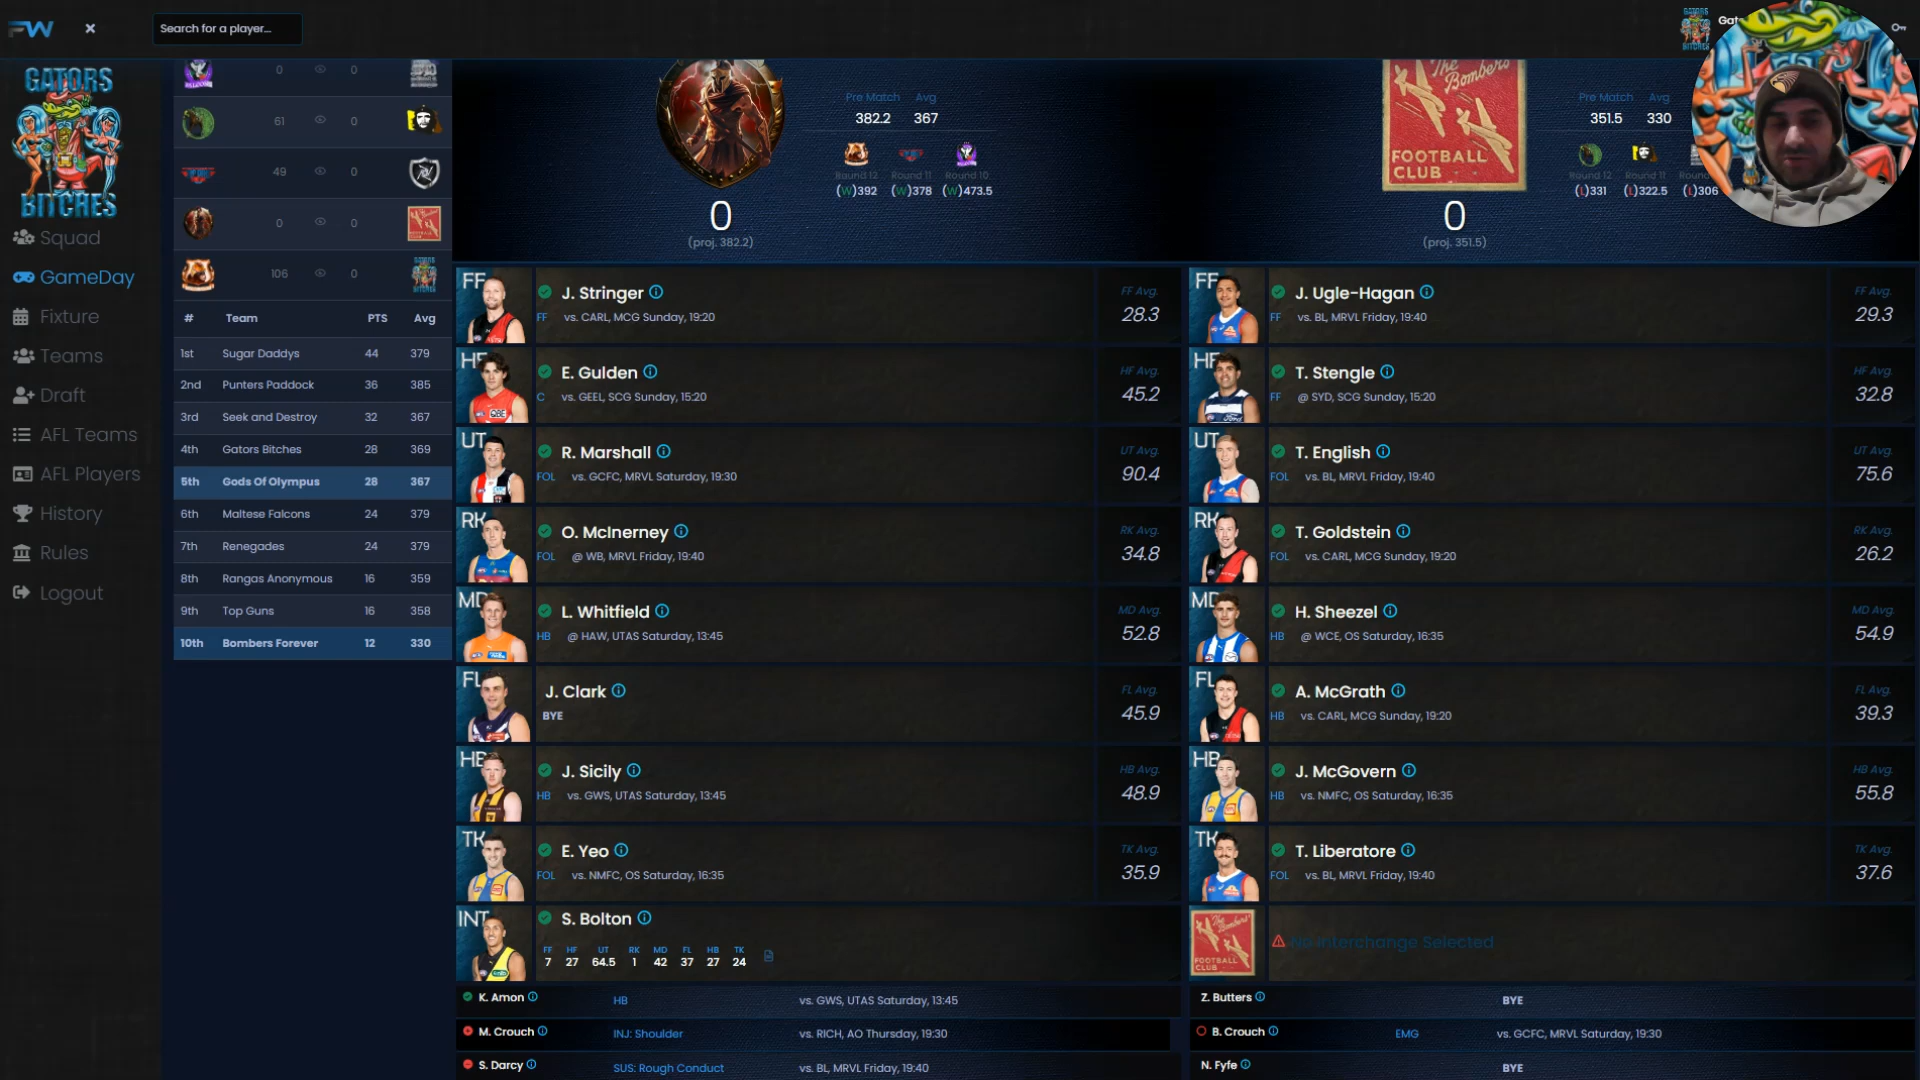 FW
×
Search for a player...
GATORS
BITCHES
Squad
GameDay
Fixture
Teams
Draft
AFL Teams
AFL Players
History
Rules
Logout
0 0
61 0
49 0
0 0
106 0
# Team PTS Avg
1st Sugar Daddys 44 379
2nd Punters Paddock 36 385
3rd Seek and Destroy 32 367
4th Gators Bitches 28 369
5th Gods Of Olympus 28 367
6th Maltese Falcons 24 379
7th Renegades 24 379
8th Rangas Anonymous 16 359
9th Top Guns 16 358
10th Bombers Forever 12 330
Pre Match Avg
382.2 367
Round 12 Round 11 Round 10
(W)392 (W)378 (W)473.5
0
(proj. 382.2)
The Bombers
FOOTBALL
CLUB
Pre Match Avg
351.5 330
Round 12 Round 11
(L)331 (L)322.5 (L)306
0
(proj. 351.5)
FF J. Stringer FF Avg.
FF vs. CARL, MCG Sunday, 19:20 28.3
HF E. Gulden HF Avg.
C vs. GEEL, SCG Sunday, 15:20 45.2
UT R. Marshall UT Avg.
FOL vs. GCFC, MRVL Saturday, 19:30 90.4
RK O. McInerney RK Avg.
FOL @ WB, MRVL Friday, 19:40 34.8
MD L. Whitfield MD Avg.
HB @ HAW, UTAS Saturday, 13:45 52.8
FL J. Clark FL Avg.
BYE 45.9
HB J. Sicily HB Avg.
HB vs. GWS, UTAS Saturday, 13:45 48.9
TK E. Yeo TK Avg.
FOL vs. NMFC, OS Saturday, 16:35 35.9
INT S. Bolton
FF HF UT RK MD FL HB TK
7 27 64.5 1 42 37 27 24
K. Amon HB vs. GWS, UTAS Saturday, 13:45
M. Crouch INJ: Shoulder vs. RICH, AO Thursday, 19:30
S. Darcy SUS: Rough Conduct vs. BL, MRVL Friday, 19:40
FF J. Ugle-Hagan FF Avg.
FF vs. BL, MRVL Friday, 19:40 29.3
HF T. Stengle HF Avg.
FF @ SYD, SCG Sunday, 15:20 32.8
UT T. English UT Avg.
FOL vs. BL, MRVL Friday, 19:40 75.6
RK T. Goldstein RK Avg.
FOL vs. CARL, MCG Sunday, 19:20 26.2
MD H. Sheezel MD Avg.
HB @ WCE, OS Saturday, 16:35 54.9
FL A. McGrath FL Avg.
HB vs. CARL, MCG Sunday, 19:20 39.3
HB J. McGovern HB Avg.
HB vs. NMFC, OS Saturday, 16:35 55.8
TK T. Liberatore TK Avg.
FOL vs. BL, MRVL Friday, 19:40 37.6
The Bombers
FOOTBALL
CLUB
No Interchange Selected
Z. Butters BYE
B. Crouch EMG vs. GCFC, MRVL Saturday, 19:30
N. Fyfe BYE